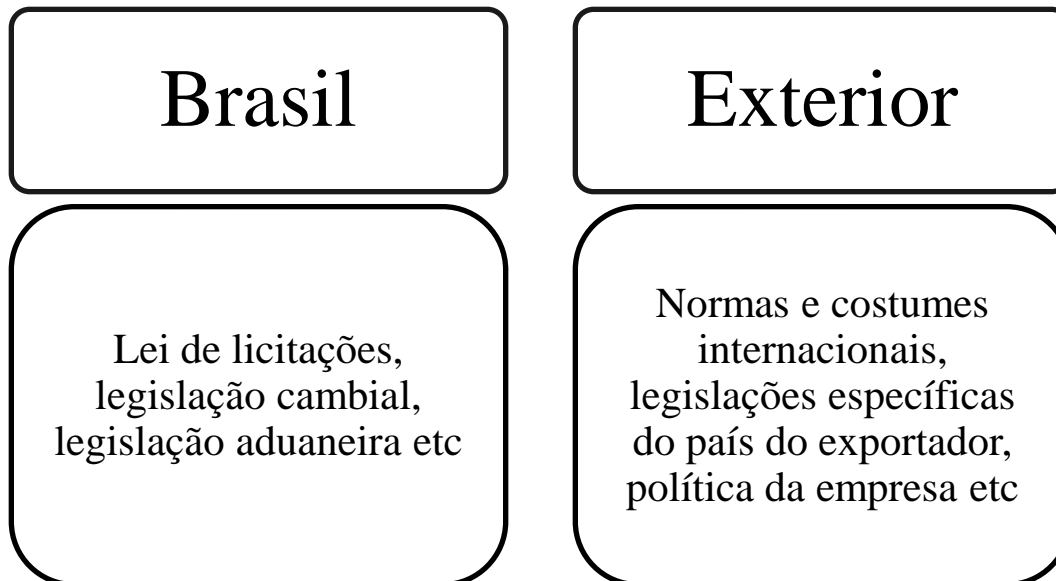 Brasil
Lei de licitações,
legislação cambial,
legislação aduaneira etc
Exterior
Normas e costumes
internacionais,
legislações específicas
do país do exportador,
política da empresa etc